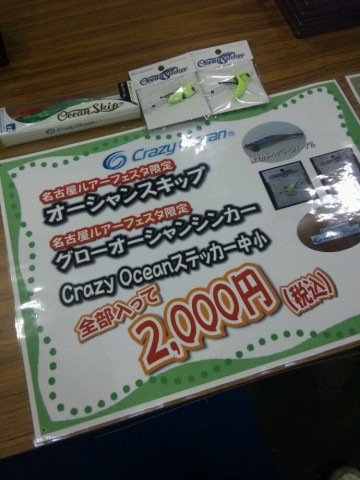 Ocean Skip
Crazy Ocean
Crazy Ocean®
名古屋ルアーフェスタ限定
オーシャンスキップ
名古屋ルアーフェスタ限定
グローオーシャンシンカー
Crazy Oceanステッカー中小
全部入って
2,000円(税込)